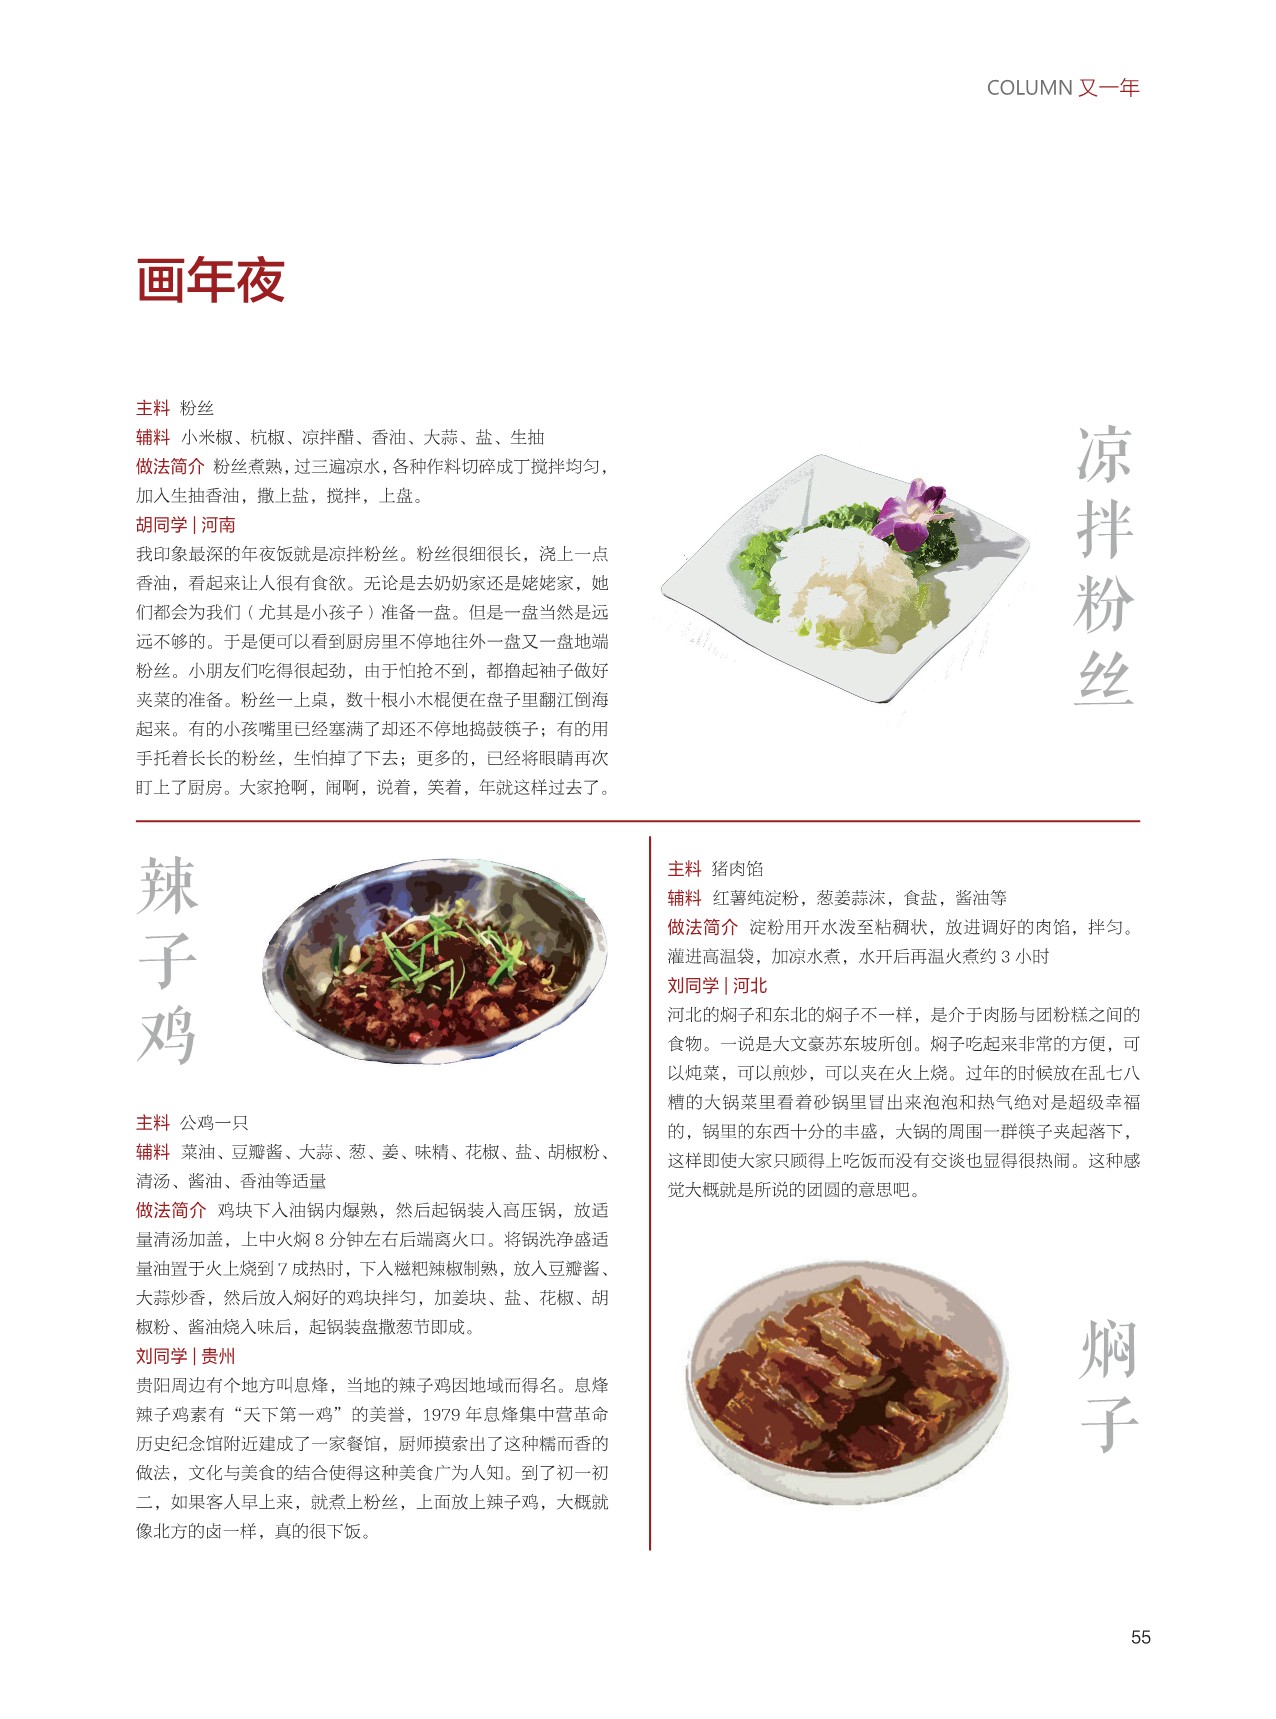 COLUMN 又一年
画年夜
主料 粉丝
辅料 小米椒、杭椒、凉拌醋、香油、大蒜、盐、生抽
做法简介 粉丝煮熟，过三遍凉水，各种作料切碎成丁搅拌均匀，
加入生抽香油，撒上盐，搅拌，上盘。
胡同学 | 河南
我印象最深的年夜饭就是凉拌粉丝。粉丝很细很长，浇上一点
香油，看起来让人很有食欲。无论是去奶奶家还是姥姥家，她
们都会为我们（尤其是小孩子）准备一盘。但是一盘当然是远
远不够的。于是便可以看到厨房里不停地往外一盘又一盘地端
粉丝。小朋友们吃得很起劲，由于怕抢不到，都撸起袖子做好
夹菜的准备。粉丝一上桌，数十根小木棍便在盘子里翻江倒海
起来。有的小孩嘴里已经塞满了却还不停地捣鼓筷子；有的用
手托着长长的粉丝，生怕掉了下去；更多的，已经将眼睛再次
盯上了厨房。大家抢啊，闹啊，说着，笑着，年就这样过去了。
凉拌粉丝
辣子鸡
主料 公鸡一只
辅料 菜油、豆瓣酱、大蒜、葱、姜、味精、花椒、盐、胡椒粉、
清汤、酱油、香油等适量
做法简介 鸡块下入油锅内爆熟，然后起锅装入高压锅，放适
量清汤加盖，上中火焖 8 分钟左右后端离火口。将锅洗净盛适
量油置于火上烧到 7 成热时，下入糍粑辣椒制熟，放入豆瓣酱、
大蒜炒香，然后放入焖好的鸡块拌匀，加姜块、盐、花椒、胡
椒粉、酱油烧入味后，起锅装盘撒葱节即成。
刘同学 | 贵州
贵阳周边有个地方叫息烽，当地的辣子鸡因地域而得名。息烽
辣子鸡素有“天下第一鸡”的美誉，1979 年息烽集中营革命
历史纪念馆附近建成了一家餐馆，厨师摸索出了这种糯而香的
做法，文化与美食的结合使得这种美食广为人知。到了初一初
二，如果客人早上来，就煮上粉丝，上面放上辣子鸡，大概就
像北方的卤一样，真的很下饭。
主料 猪肉馅
辅料 红薯纯淀粉，葱姜蒜沫，食盐，酱油等
做法简介 淀粉用开水泼至粘稠状，放进调好的肉馅，拌匀。
灌进高温袋，加凉水煮，水开后再温火煮约 3 小时
刘同学 | 河北
河北的焖子和东北的焖子不一样，是介于肉肠与团粉糕之间的
食物。一说是大文豪苏东坡所创。焖子吃起来非常的方便，可
以炖菜，可以煎炒，可以夹在火上烧。过年的时候放在乱七八
糟的大锅菜里看着砂锅里冒出来泡泡和热气绝对是超级幸福
的，锅里的东西十分的丰盛，大锅的周围一群筷子夹起落下，
这样即使大家只顾得上吃饭而没有交谈也显得很热闹。这种感
觉大概就是所说的团圆的意思吧。
焖子
55